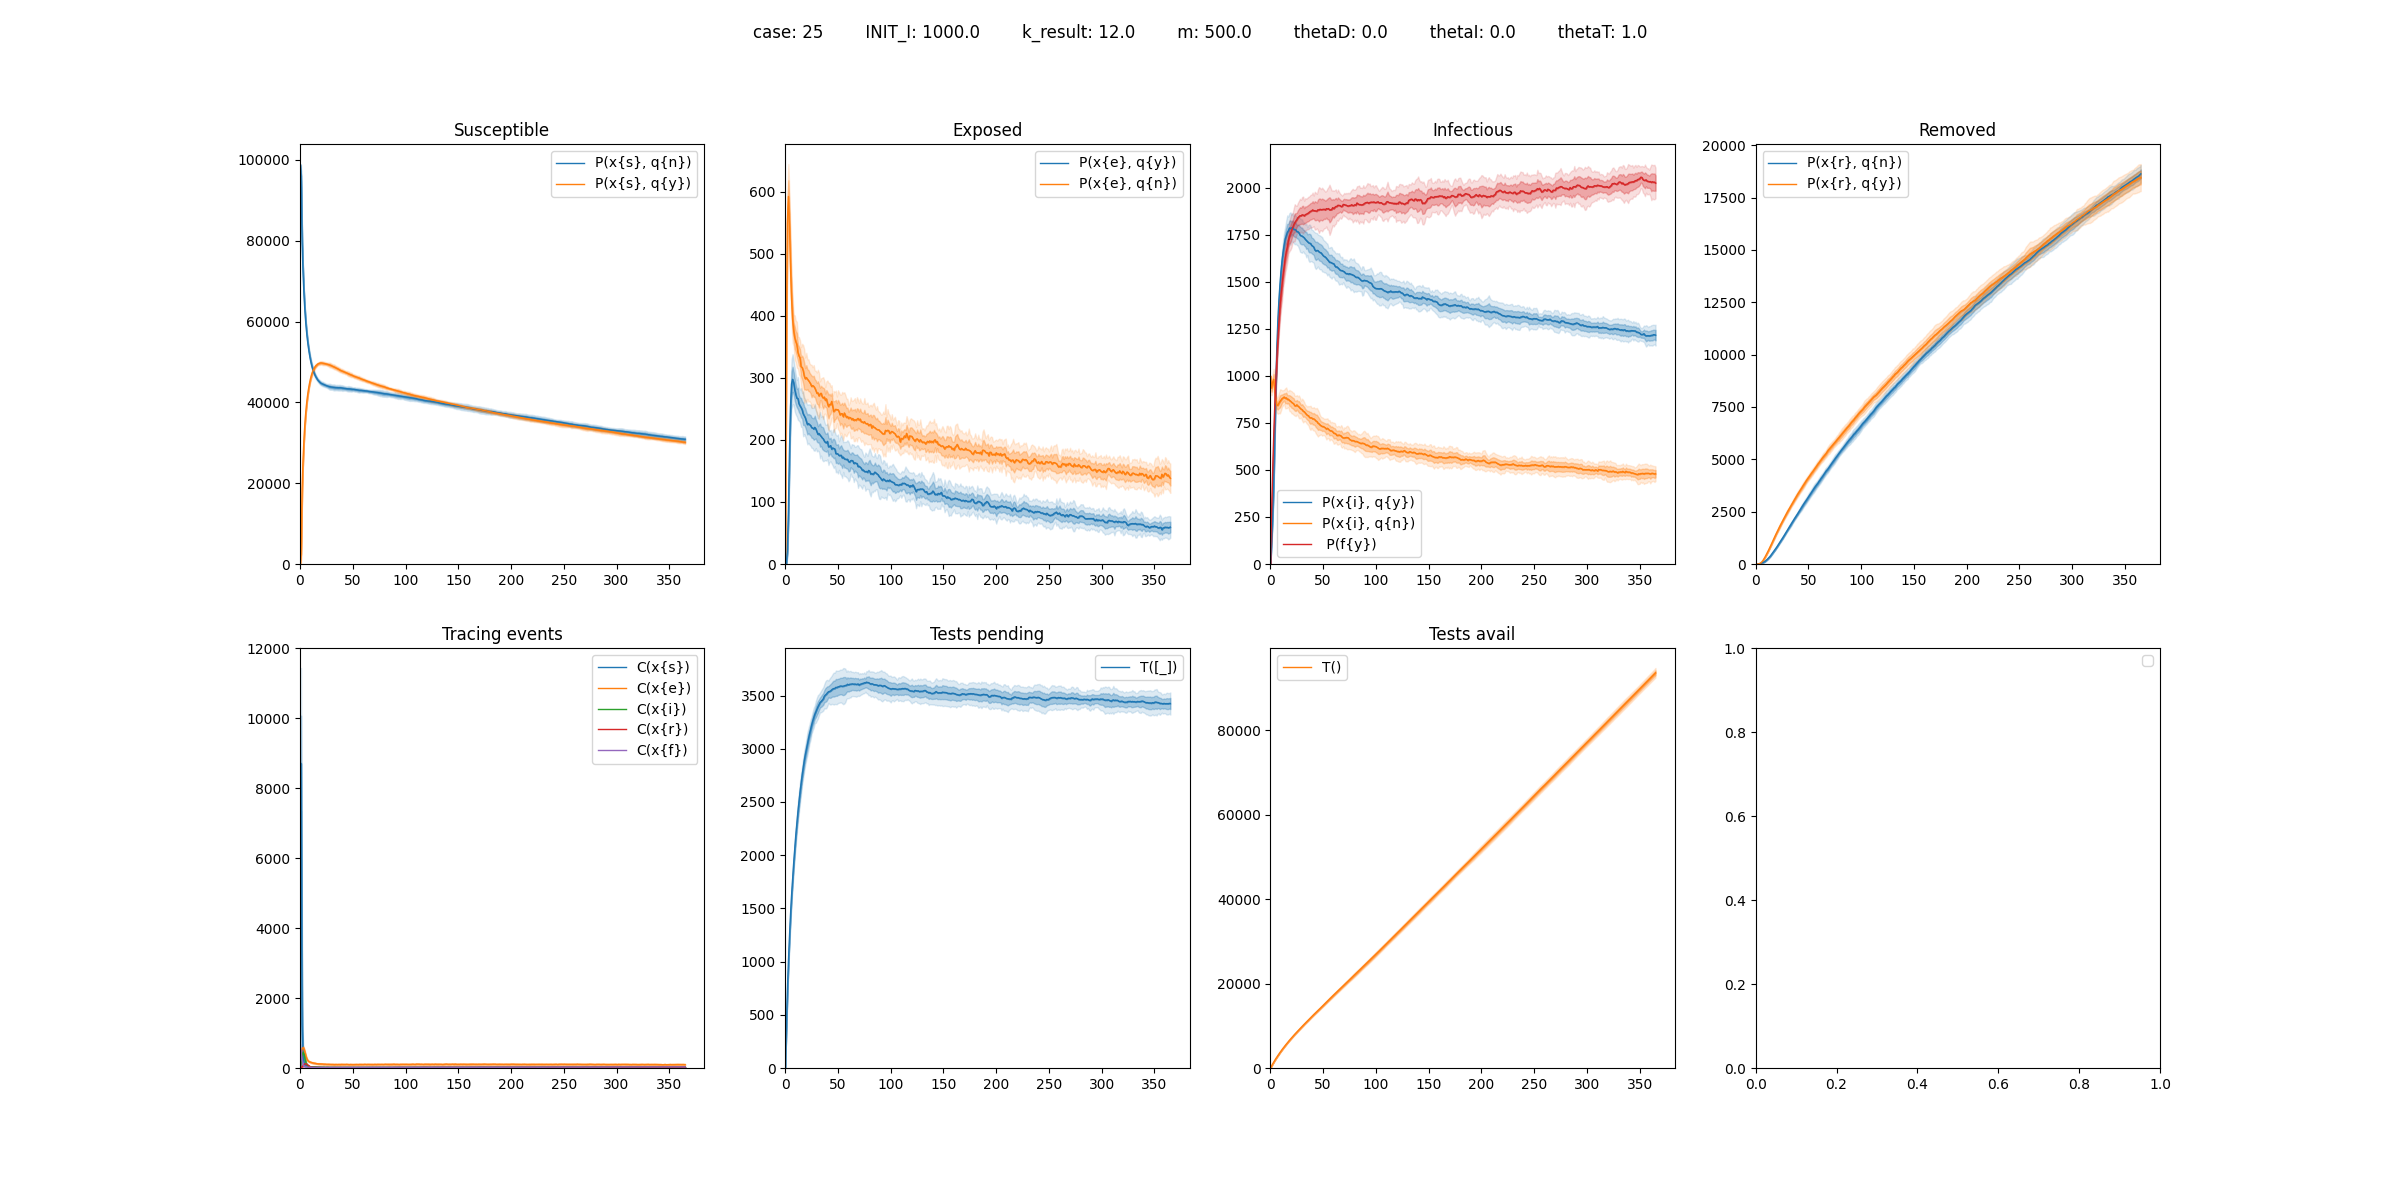 case: 25 INIT_I: 1000.0 k_result: 12.0 m: 500.0 thetaD: 0.0 thetaI: 0.0 thetaT: 1.0
Susceptible
100000
80000
60000
40000
20000
0
0 50 100 150 200 250 300 350
P(x{s}, q{n})
P(x{s}, q{y})
Exposed
600
500
400
300
200
100
0
0 50 100 150 200 250 300 350
P(x{e}, q{y})
P(x{e}, q{n})
Infectious
2000
1750
1500
1250
1000
750
500
250
0
0 50 100 150 200 250 300 350
P(x{i}, q{y})
P(x{i}, q{n})
P(f{y})
Removed
20000
17500
15000
12500
10000
7500
5000
2500
0
0 50 100 150 200 250 300 350
P(x{r}, q{n})
P(x{r}, q{y})
Tracing events
12000
10000
8000
6000
4000
2000
0
0 50 100 150 200 250 300 350
C(x{s})
C(x{e})
C(x{i})
C(x{r})
C(x{f})
Tests pending
3500
3000
2500
2000
1500
1000
500
0
0 50 100 150 200 250 300 350
T([_])
Tests avail
80000
60000
40000
20000
0
0 50 100 150 200 250 300 350
T()
1.0
0.8
0.6
0.4
0.2
0.0
0.0 0.2 0.4 0.6 0.8 1.0